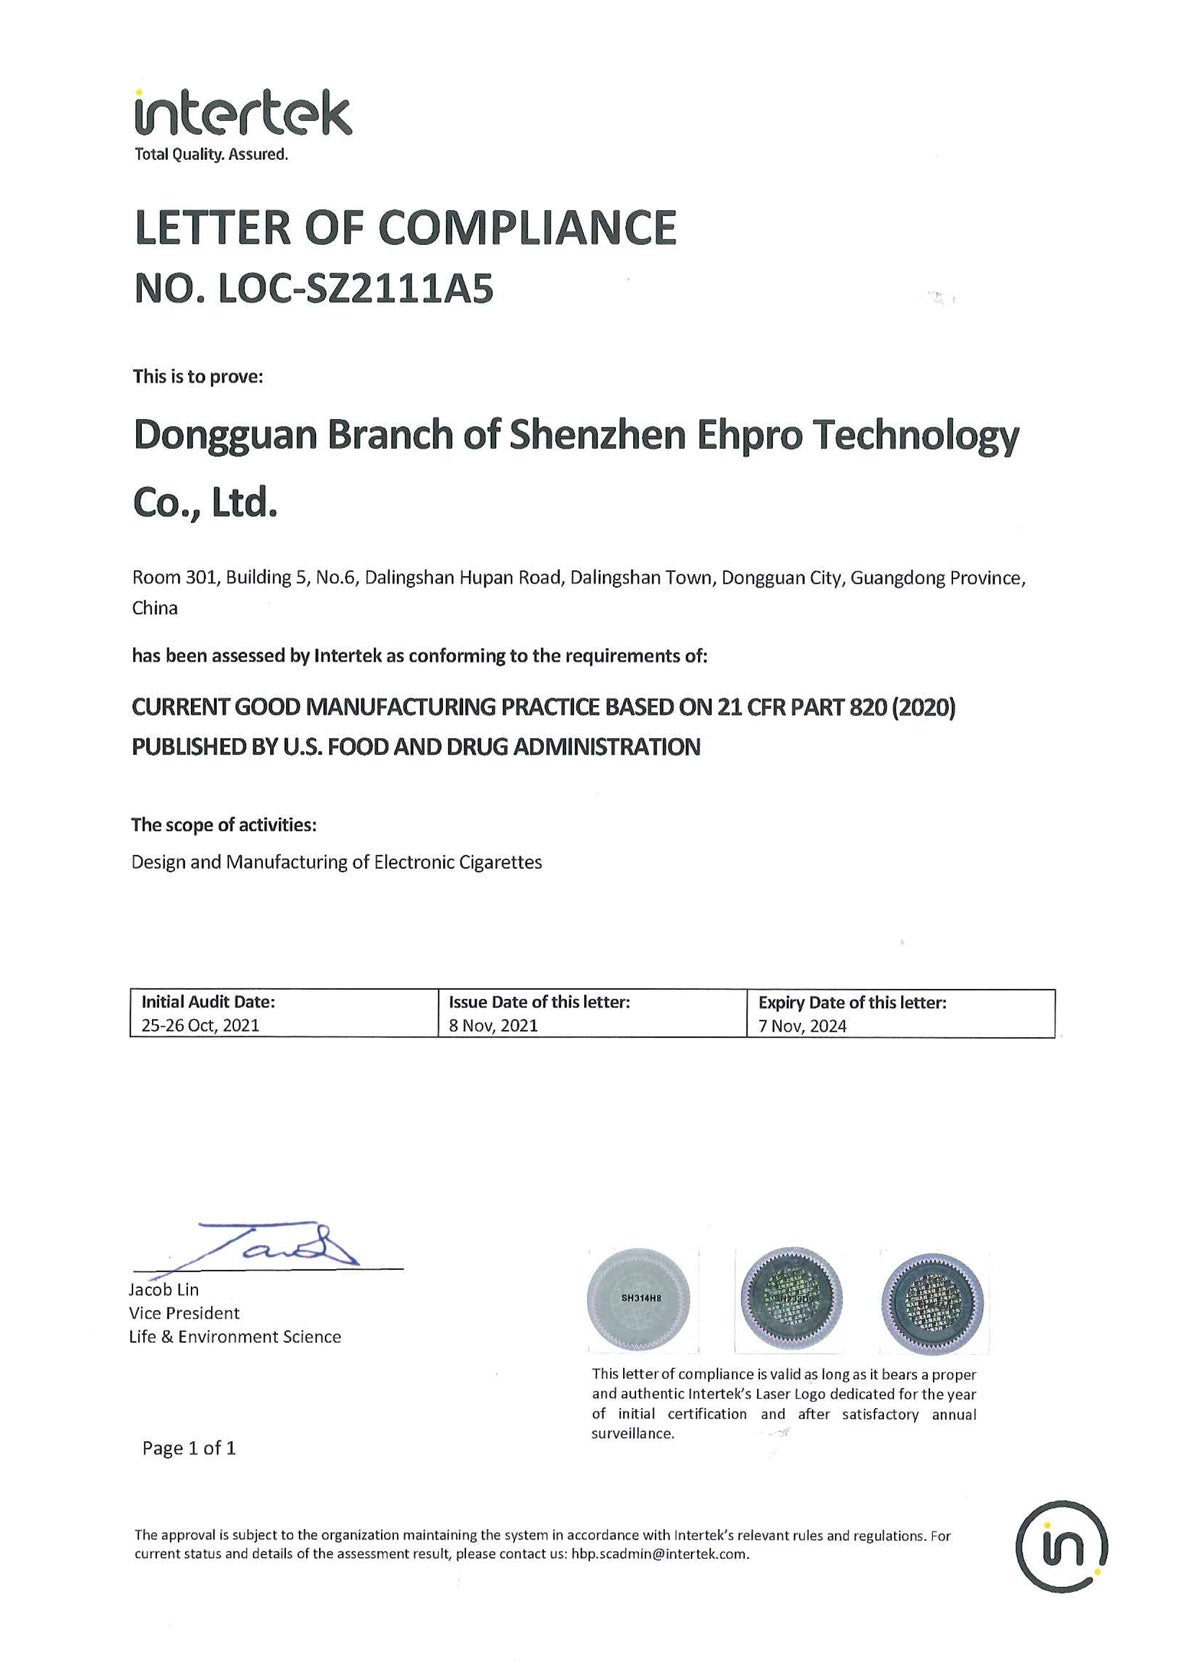 intertek
Total Quality. Assured.
LETTER OF COMPLIANCE
NO. LOC-SZ2111A5
This is to prove:
Dongguan Branch of Shenzhen Ehpro Technology
Co., Ltd.
Room 301, Building 5, No.6, Dalingshan Hupan Road, Dalingshan Town, Dongguan City, Guangdong Province,
China
has been assessed by Intertek as conforming to the requirements of:
CURRENT GOOD MANUFACTURING PRACTICE BASED ON 21 CFR PART 820 (2020)
PUBLISHED BY U.S. FOOD AND DRUG ADMINISTRATION
The scope of activities:
Design and Manufacturing of Electronic Cigarettes
Initial Audit Date: Issue Date of this letter: Expiry Date of this letter:
25-26 Oct, 2021 8 Nov, 2021 7 Nov, 2024
Jacob Lin
Vice President
Life & Environment Science
SH314H8
This letter of compliance is valid as long as it bears a proper
and authentic Intertek's Laser Logo dedicated for the year
of initial certification and after satisfactory annual
surveillance.
Page 1 of 1
The approval is subject to the organization maintaining the system in accordance with Intertek's relevant rules and regulations. For
current status and details of the assessment result, please contact us: hbp.scadmin@intertek.com.
in